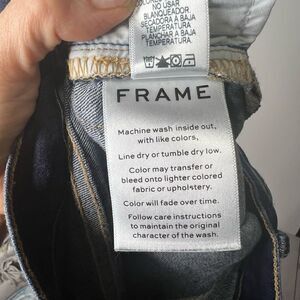 NO USAR
BLANQUEADOR.
SECADORA A BAJA
TEMPERATURA
PLANCHAR A BAJA
TEMPERATURA
FRAME
Machine wash inside out,
with like colors,
Line dry or tumble dry low.
Color may transfer or
bleed onto lighter colored
fabric or upholstery.
Color will fade over time.
Follow care instructions
to maintain the original
character of the wash.